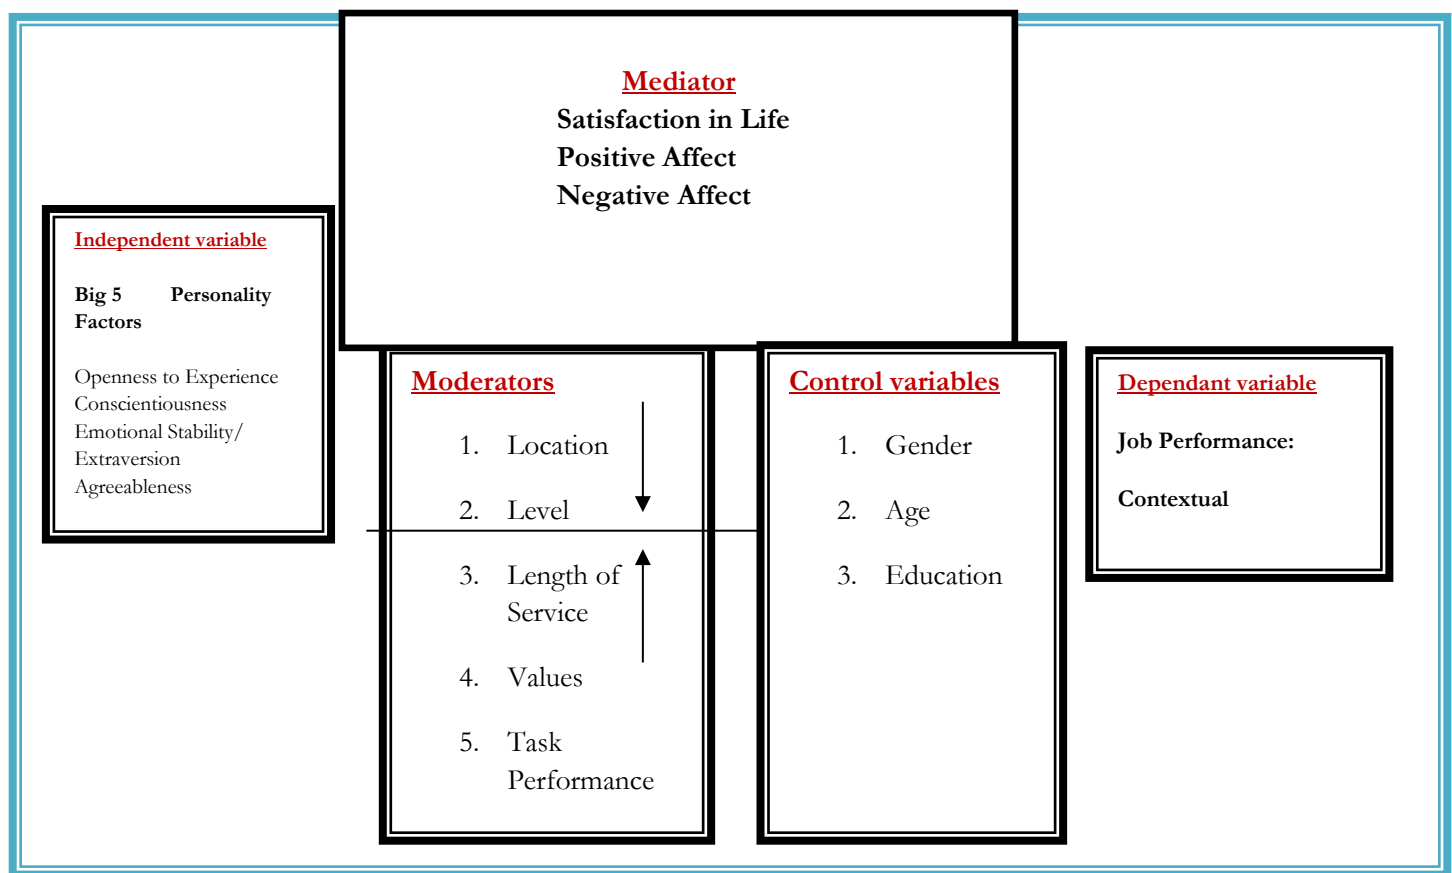 Mediator
Satisfaction in Life
Positive Affect
Negative Affect
Independent variable
Big 5 Personality
Factors
Openness to Experience
Conscientiousness
Emotional Stability/
Extraversion
Agreeableness
Moderators
1. Location
2. Level
3. Length of
Service
4. Values
5. Task
Performance
Control variables
1. Gender
2. Age
3. Education
Dependant variable
Job Performance:
Contextual